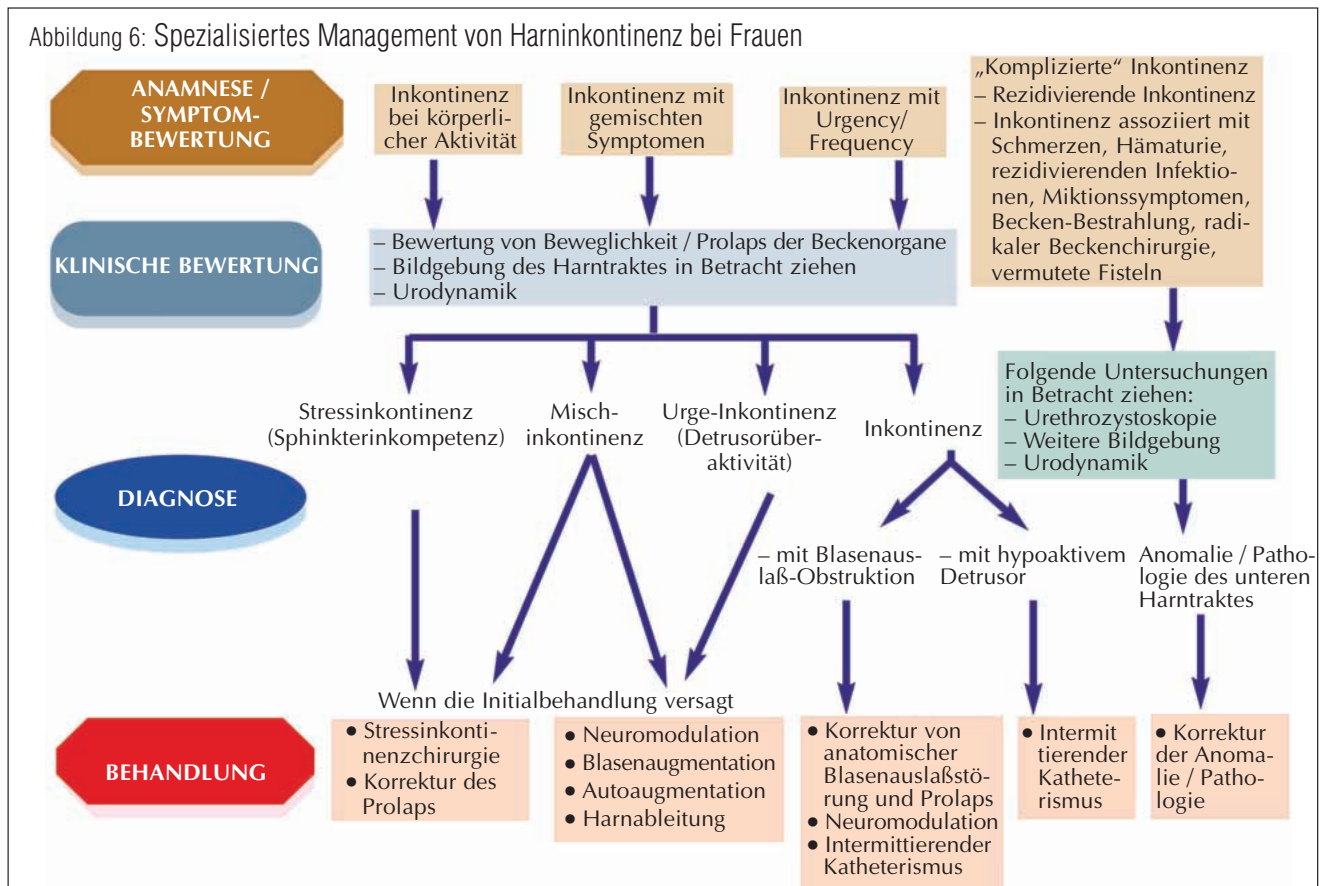 Abbildung 6: Spezialisiertes Management von Harninkontinenz bei Frauen
ANAMNESE /
SYMPTOM-
BEWERTUNG
Inkontinenz
bei körperli-
cher Aktivität
Inkontinenz mit
gemischten
Symptomen
Inkontinenz mit
Urgency/
Frequency
„Komplizierte“ Inkontinenz
– Rezidivierende Inkontinenz
– Inkontinenz assoziiert mit
Schmerzen, Hämaturie,
rezidivierenden Infektio-
nen, Miktionssymptomen,
Becken-Bestrahlung, radi-
kaler Beckenchirurgie,
vermutete Fisteln
KLINISCHE BEWERTUNG
– Bewertung von Beweglichkeit / Prolaps der Beckenorgane
– Bildgebung des Harntraktes in Betracht ziehen
– Urodynamik
Folgende Untersuchungen
in Betracht ziehen:
– Urethrozystoskopie
– Weitere Bildgebung
– Urodynamik
DIAGNOSE
Stressinkontinenz
(Sphinkterinkompetenz)
Misch-
inkontinenz
Urge-Inkontinenz
(Detrusorüber-
aktivität)
Inkontinenz
– mit Blasenaus-
laß-Obstruktion
– mit hypoaktivem
Detrusor
Anomalie / Patho-
logie des unteren
Harntraktes
BEHANDLUNG
Wenn die Initialbehandlung versagt
● Stressinkonti-
nenzchirurgie
● Korrektur des
Prolaps
● Neuromodulation
● Blasenaugmentation
● Autoaugmentation
● Harnableitung
● Korrektur von
anatomischer
Blasenauslaßstö-
rung und Prolaps
● Neuromodulation
● Intermittierender
Katheterismus
● Intermit-
tierender
Kathete-
rismus
● Korrektur
der Anoma-
lie / Patho-
logie